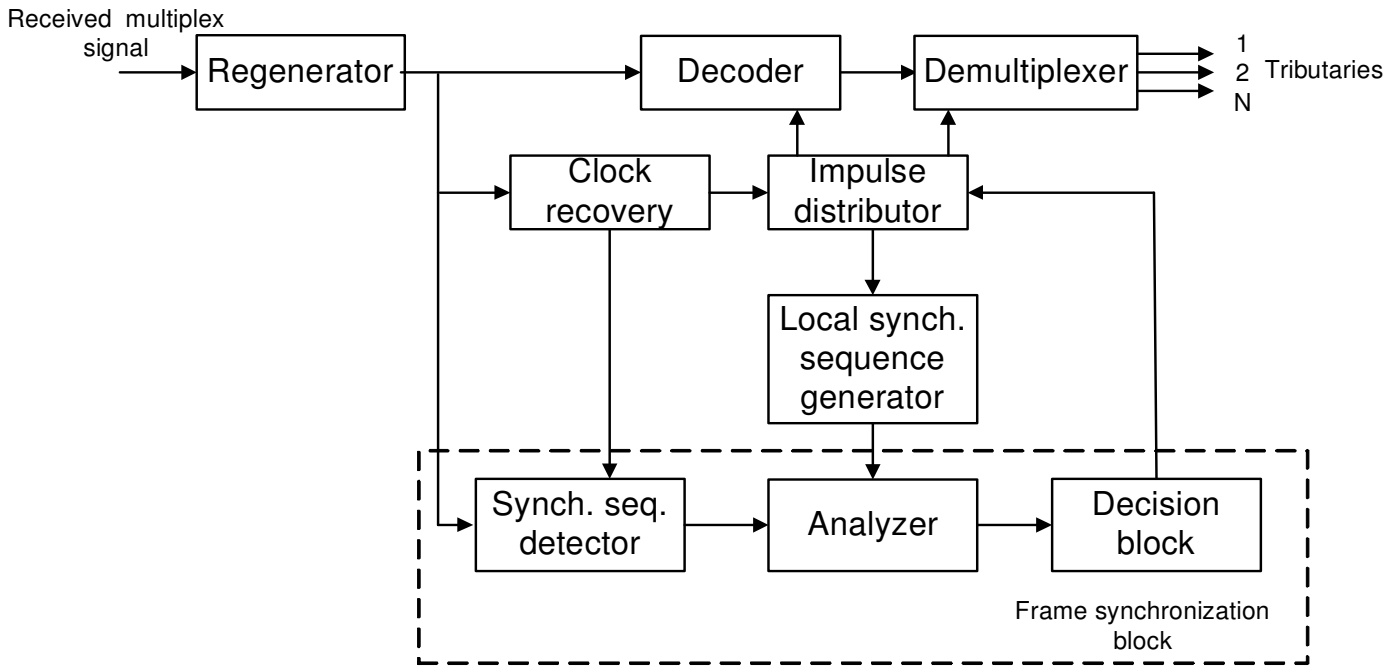 Received multiplex
signal
Regenerator
Decoder
Demultiplexer
1
2
N
Tributaries
Clock
recovery
Impulse
distributor
Local synch.
sequence
generator
Synch. seq.
detector
Analyzer
Decision
block
Frame synchronization
block